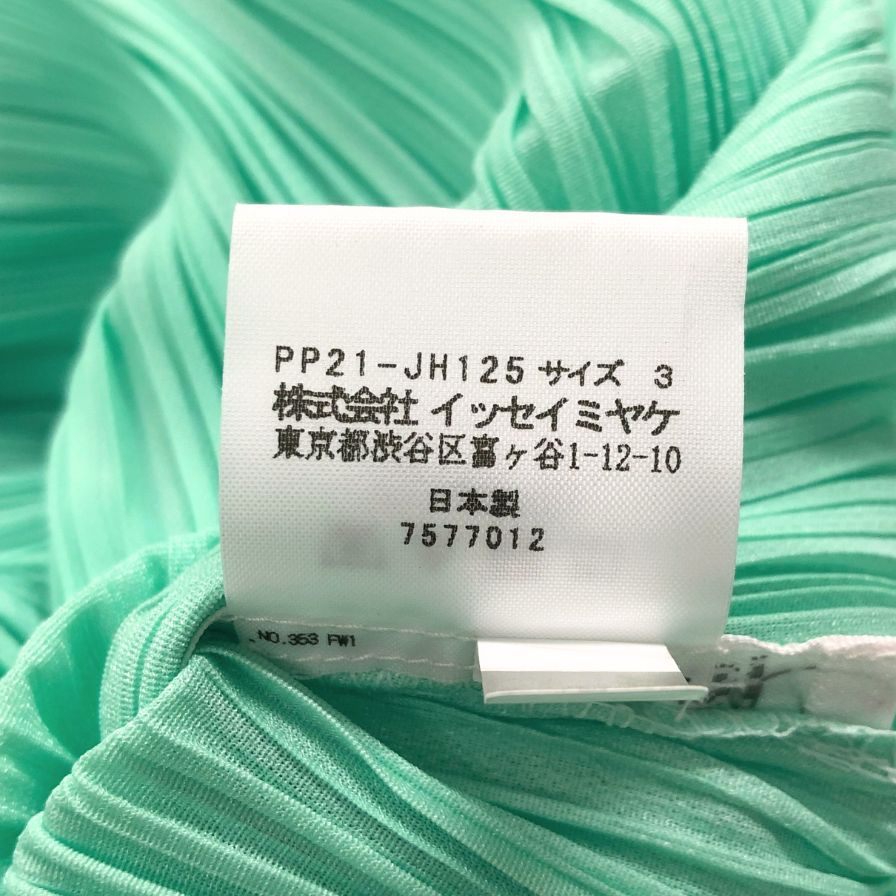 PP21-JH125 サイズ 3
株式会社 イッセイミヤケ
東京都渋谷区富ヶ谷1-12-10
日本製
7577012
NO.353 FW1